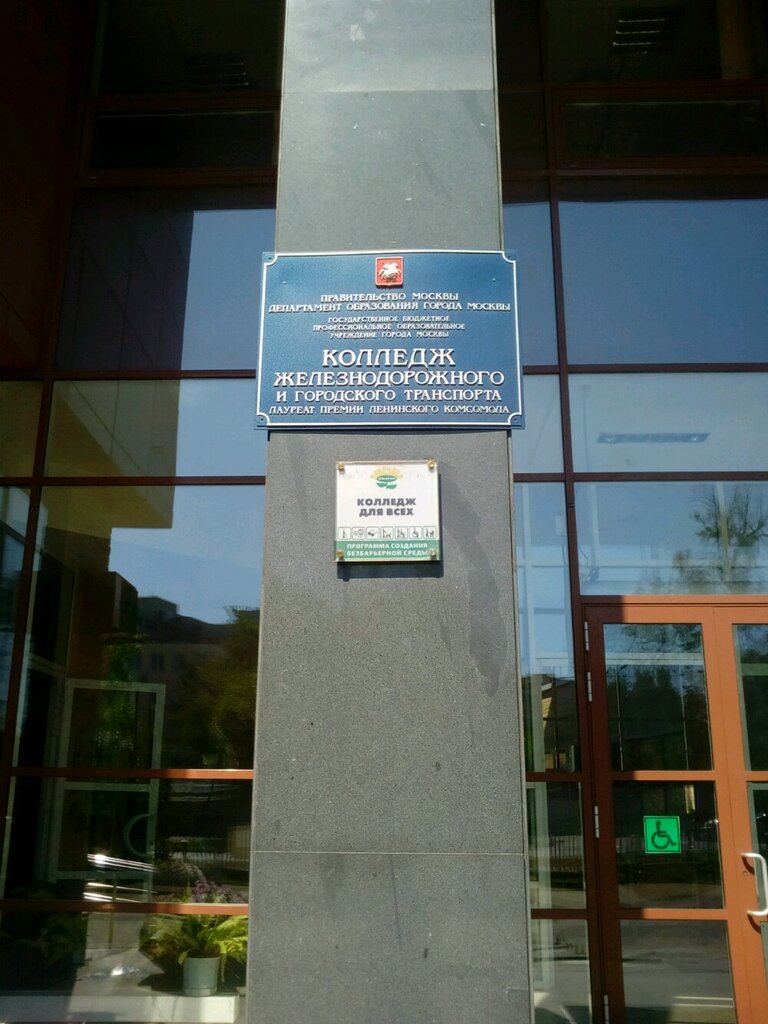 ПРАВИТЕЛЬСТВО МОСКВЫ
ДЕПАРТАМЕНТ ОБРАЗОВАНИЯ ГОРОДА МОСКВЫ
ГОСУДАРСТВЕННОЕ БЮДЖЕТНОЕ
ПРОФЕССИОНАЛЬНОЕ ОБРАЗОВАТЕЛЬНОЕ
УЧРЕЖДЕНИЕ ГОРОДА МОСКВЫ
КОЛЛЕДЖ
ЖЕЛЕЗНОДОРОЖНОГО
И ГОРОДСКОГО ТРАНСПОРТА
ЛАУРЕАТ ПРЕМИИ ЛЕНИНСКОГО КОМСОМОЛА
КОЛЛЕДЖ
ДЛЯ ВСЕХ
ПРОГРАММА СОЗДАНИЯ
БЕЗБАРЬЕРНОЙ СРЕДЫ